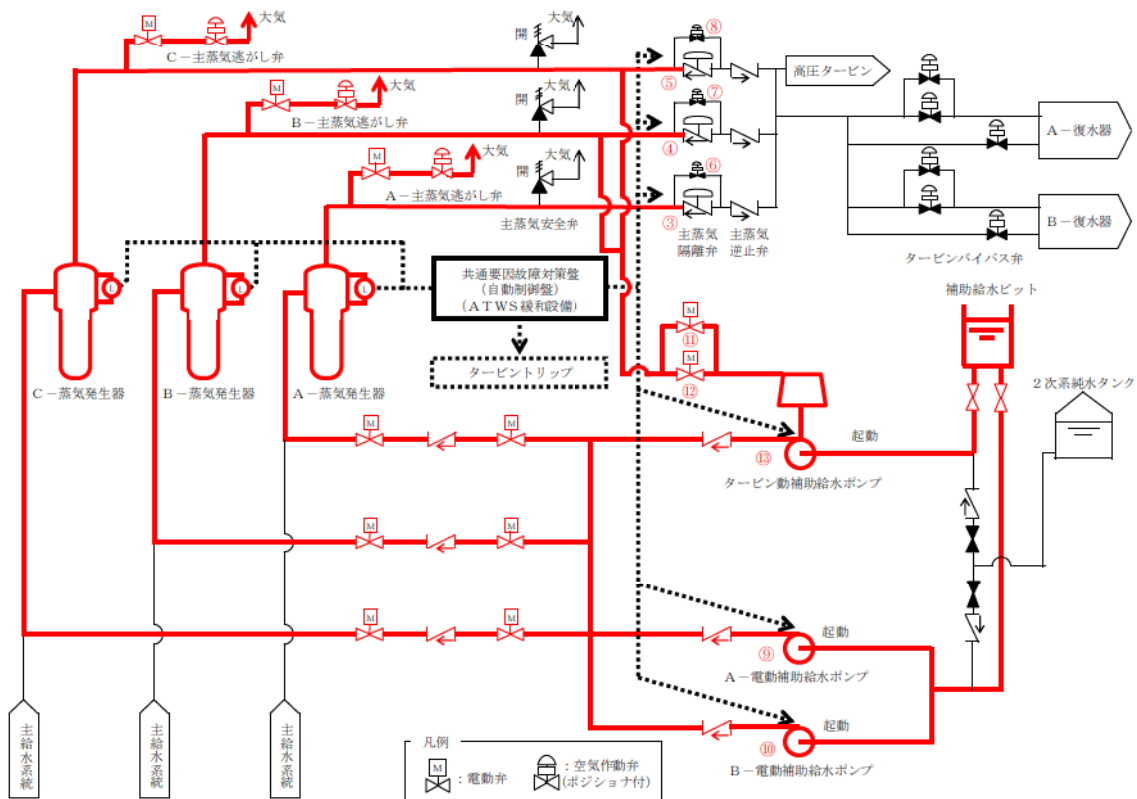 M
大気
C－主蒸気逃がし弁
開
大気
⑧
⑤
高圧タービン
M
大気
B－主蒸気逃がし弁
開
大気
⑦
④
A－復水器
M
大気
A－主蒸気逃がし弁
開
大気
主蒸気安全弁
⑥
③
主蒸気
隔離弁
主蒸気
逆止弁
B－復水器
タービンバイパス弁
L
L
L
共通要因故障対策盤
(自動制御盤)
(ATWS緩和設備)
タービントリップ
補助給水ピット
2次系純水タンク
M
⑪
M
⑫
C－蒸気発生器
B－蒸気発生器
A－蒸気発生器
M
M
起動
⑬
タービン動補助給水ポンプ
M
M
M
M
起動
⑨
A－電動補助給水ポンプ
起動
⑩
B－電動補助給水ポンプ
主給水系統
主給水系統
主給水系統
凡例
M
：電動弁
：空気作動弁
(ポジショナ付)